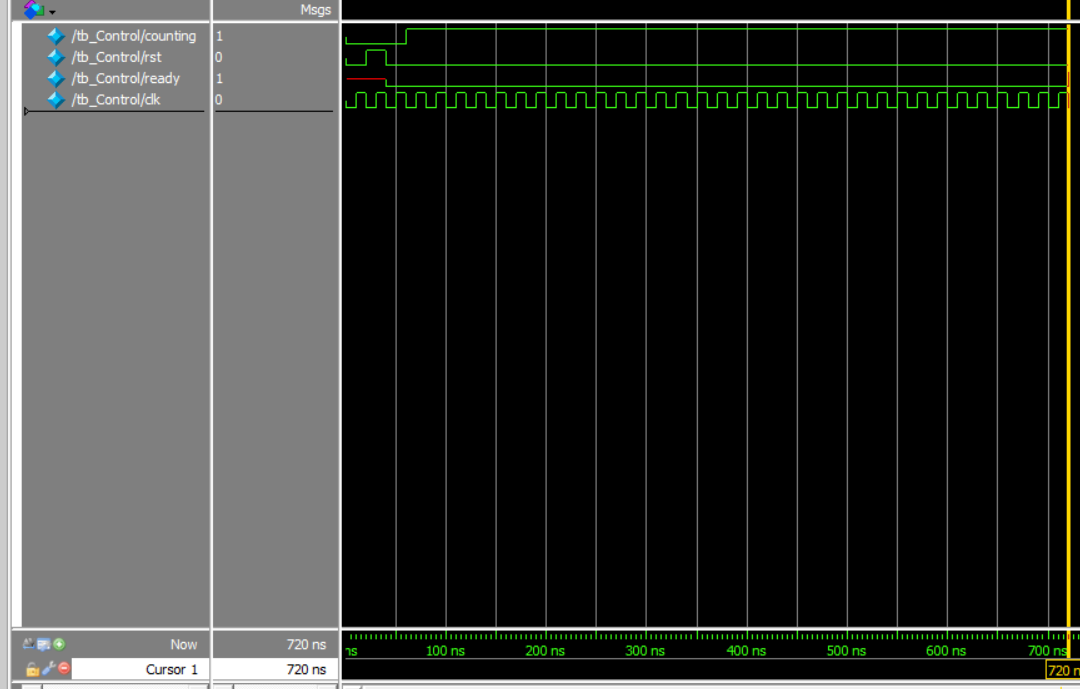 Msgs
/tb_Control/counting 1
/tb_Control/rst 0
/tb_Control/ready 1
/tb_Control/clk 0
Now 720 ns
ns 100 ns 200 ns 300 ns 400 ns 500 ns 600 ns 700 ns
Cursor 1 720 ns
720 n